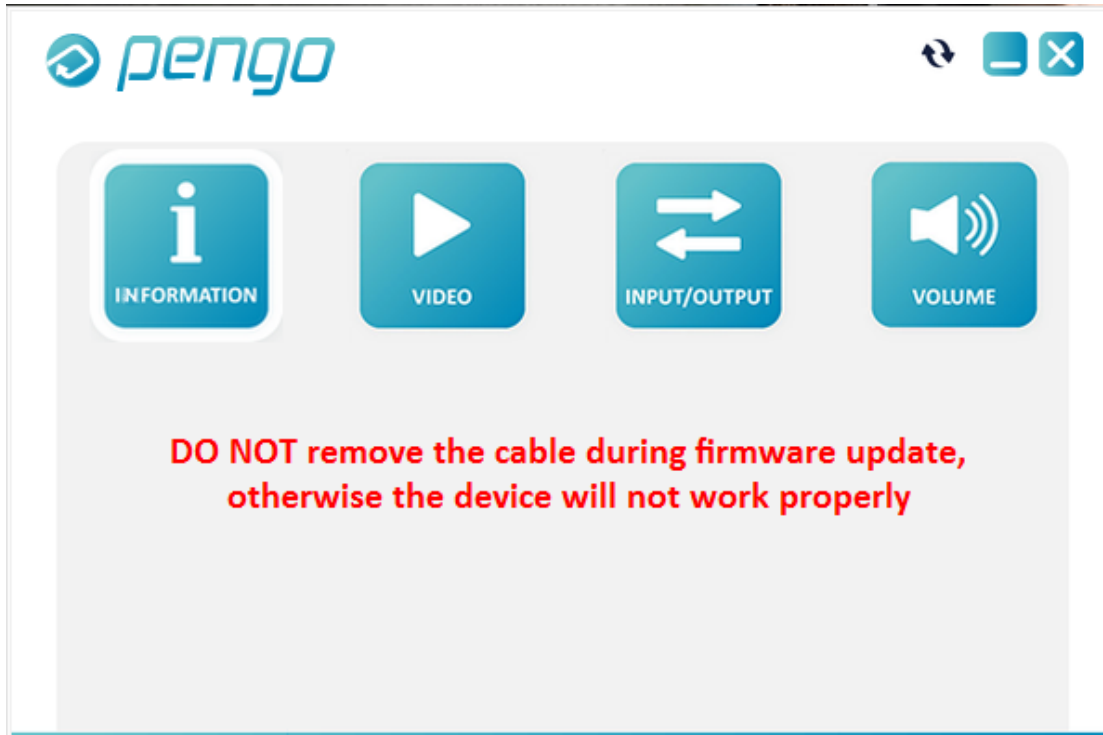 pengo
INFORMATION
VIDEO
INPUT/OUTPUT
VOLUME
DO NOT remove the cable during firmware update,
otherwise the device will not work properly